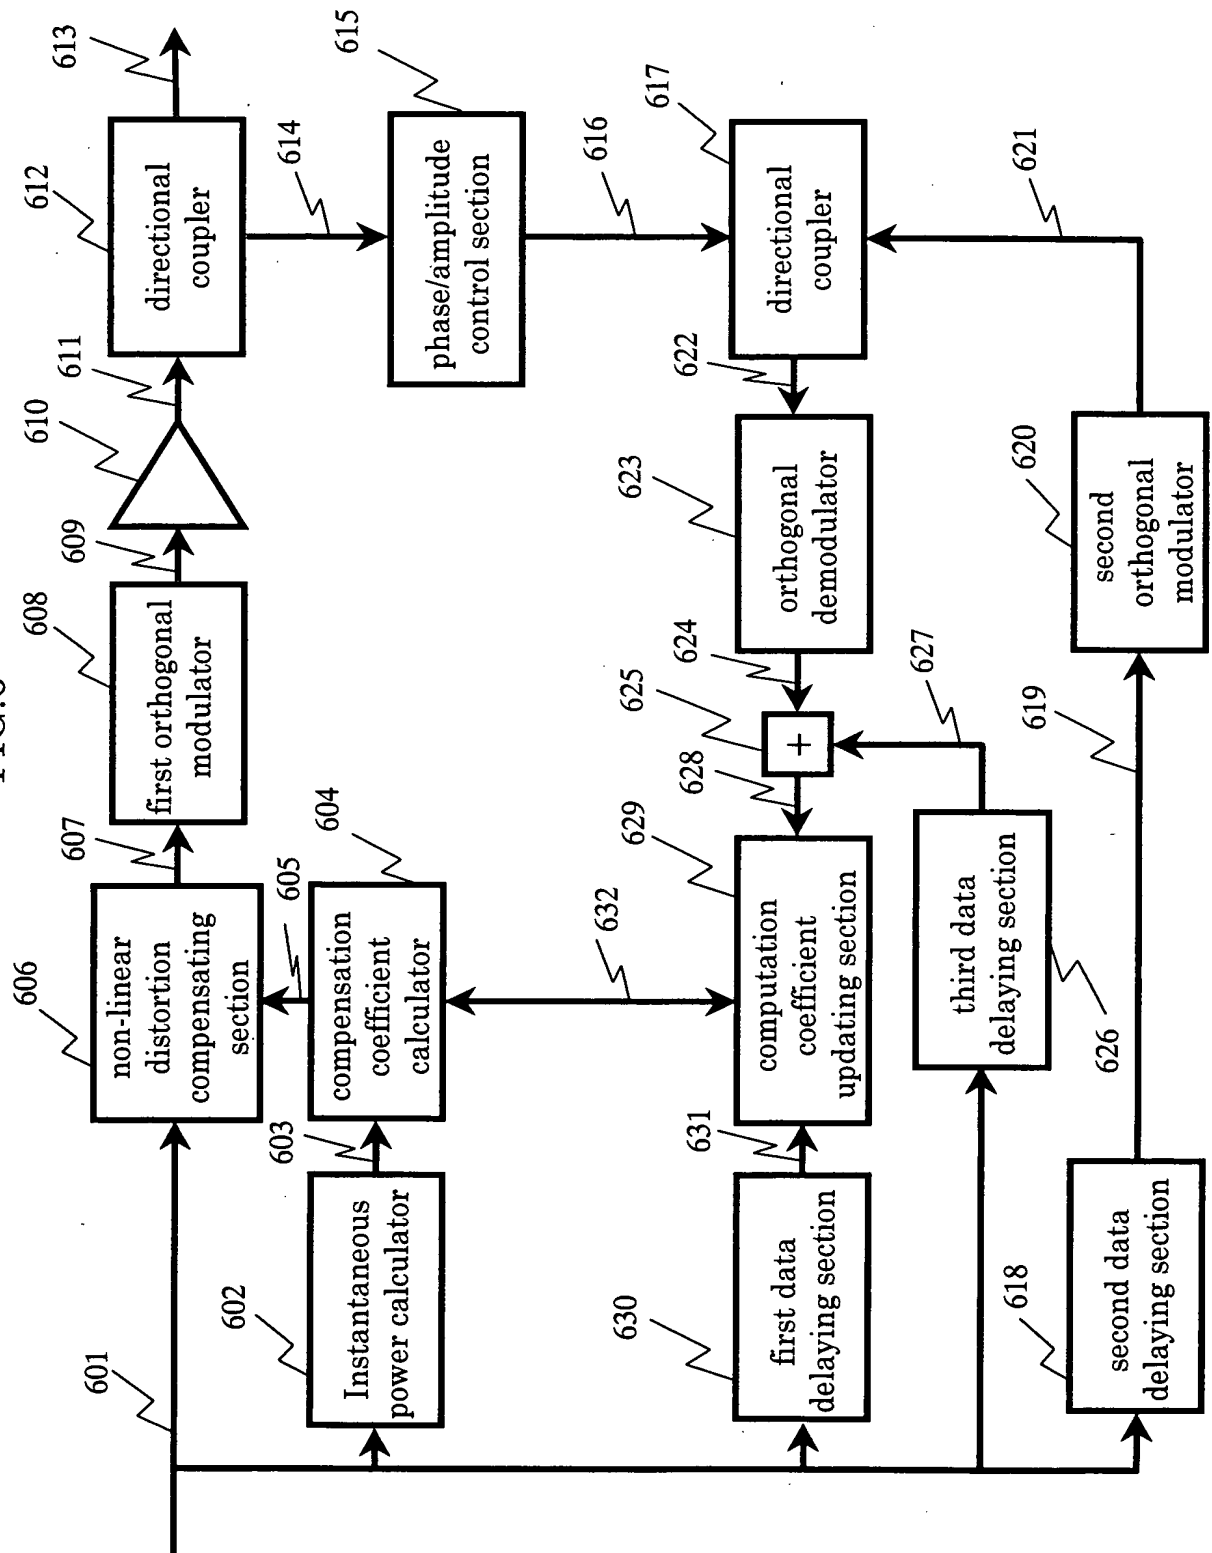 FIG.6
601
602
Instantaneous
power calculator
603
604
compensation
coefficient
calculator
605
606
non-linear
distortion
compensating
section
607
608
first orthogonal
modulator
609
610
611
612
directional
coupler
613
614
615
phase/amplitude
control section
616
617
directional
coupler
618
second data
delaying section
619
620
second
orthogonal
modulator
621
622
623
orthogonal
demodulator
624
625
+
626
third data
delaying section
627
628
629
computation
coefficient
updating section
630
first data
delaying section
631
632